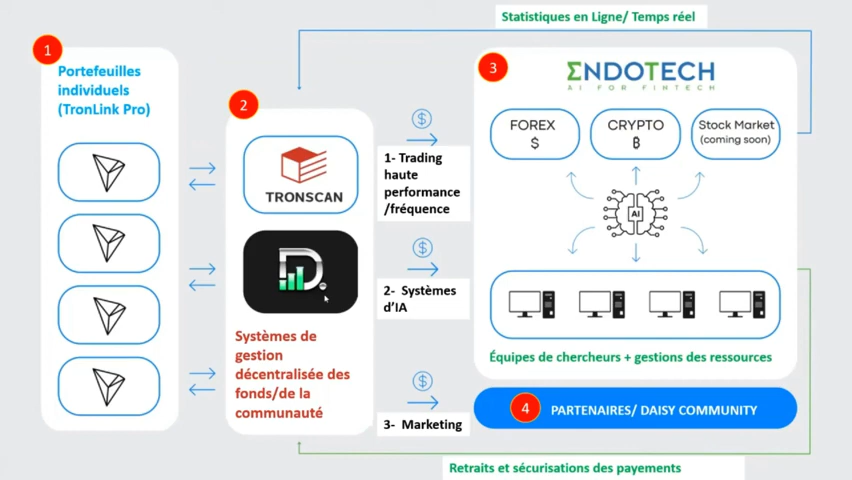 Statistiques en Ligne/ Temps réel
1
Portefeuilles
individuels
(TronLink Pro)
2
TRONSCAN
D
Systèmes de
gestion
décentralisée des
fonds/de la
communauté
$
1- Trading
haute
performance
/fréquence
$
2- Systèmes
d'IA
$
3- Marketing
3
ENDOTECH
AI FOR FINTECH
FOREX
$
CRYPTO
฿
Stock Market
(coming soon)
AI
Équipes de chercheurs + gestions des ressources
4
PARTENAIRES/ DAISY COMMUNITY
Retraits et sécurisations des payements